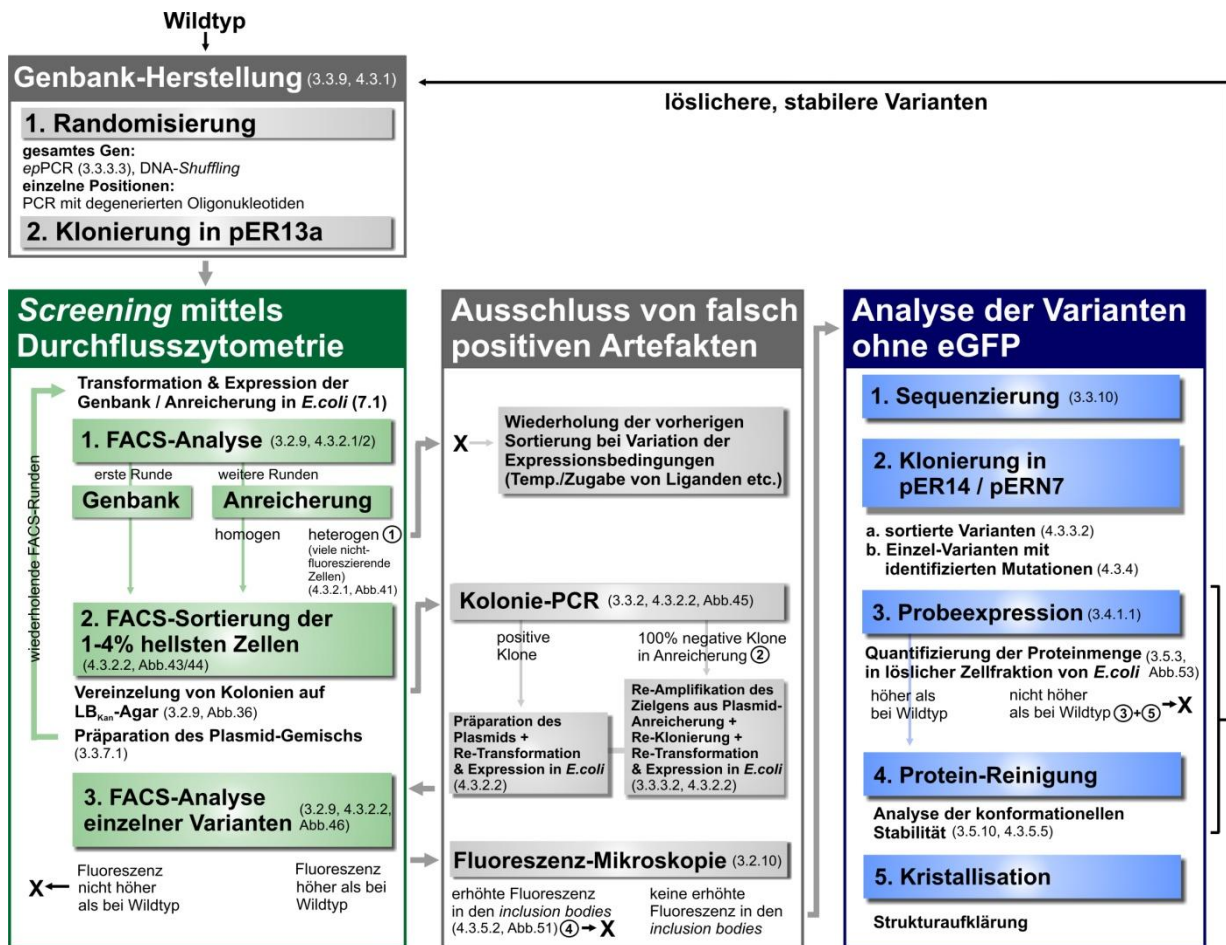 Wildtyp
Genbank-Herstellung (3.3.9, 4.3.1)
löslichere, stabilere Varianten
1. Randomisierung
gesamtes Gen:
epPCR (3.3.3.3), DNA-Shuffling
einzelne Positionen:
PCR mit degenerierten Oligonukleotiden
2. Klonierung in pER13a
Screening mittels
Durchflusszytometrie
Transformation & Expression der
Genbank / Anreicherung in E.coli (7.1)
1. FACS-Analyse (3.2.9, 4.3.2.1/2)
erste Runde
weitere Runden
Genbank
Anreicherung
homogen
heterogen ①
(viele nicht-
fluoreszierende
Zellen)
(4.3.2.1, Abb.41)
wiederholende FACS-Runden
2. FACS-Sortierung der
1-4% hellsten Zellen
(4.3.2.2, Abb.43/44)
Vereinzelung von Kolonien auf
LBKan-Agar (3.2.9, Abb.36)
Präparation des Plasmid-Gemischs
(3.3.7.1)
3. FACS-Analyse
einzelner Varianten
(3.2.9, 4.3.2.2,
Abb.46)
X
Fluoreszenz
nicht höher
als bei Wildtyp
Fluoreszenz
höher als bei
Wildtyp
Ausschluss von falsch
positiven Artefakten
X
Wiederholung der vorherigen
Sortierung bei Variation der
Expressionsbedingungen
(Temp./Zugabe von Liganden etc.)
Kolonie-PCR (3.3.2, 4.3.2.2, Abb.45)
positive
Klone
100% negative Klone
in Anreicherung ②
Präparation des
Plasmids +
Re-Transformation
& Expression in E.coli
(4.3.2.2)
Re-Amplifikation des
Zielgens aus Plasmid-
Anreicherung +
Re-Klonierung +
Re-Transformation
& Expression in E.coli
(3.3.3.2, 4.3.2.2)
Fluoreszenz-Mikroskopie (3.2.10)
erhöhte Fluoreszenz
in den inclusion bodies
(4.3.5.2, Abb.51) ④ X
keine erhöhte
Fluoreszenz in den
inclusion bodies
Analyse der Varianten
ohne eGFP
1. Sequenzierung (3.3.10)
2. Klonierung in
pER14 / pERN7
a. sortierte Varianten (4.3.3.2)
b. Einzel-Varianten mit
identifizierten Mutationen (4.3.4)
3. Probeexpression (3.4.1.1)
Quantifizierung der Proteinmenge (3.5.3,
in löslicher Zellfraktion von E.coli Abb.53)
höher als
bei Wildtyp
nicht höher
als bei Wildtyp ③+⑤ X
4. Protein-Reinigung
Analyse der konformationellen
Stabilität (3.5.10, 4.3.5.5)
5. Kristallisation
Strukturaufklärung